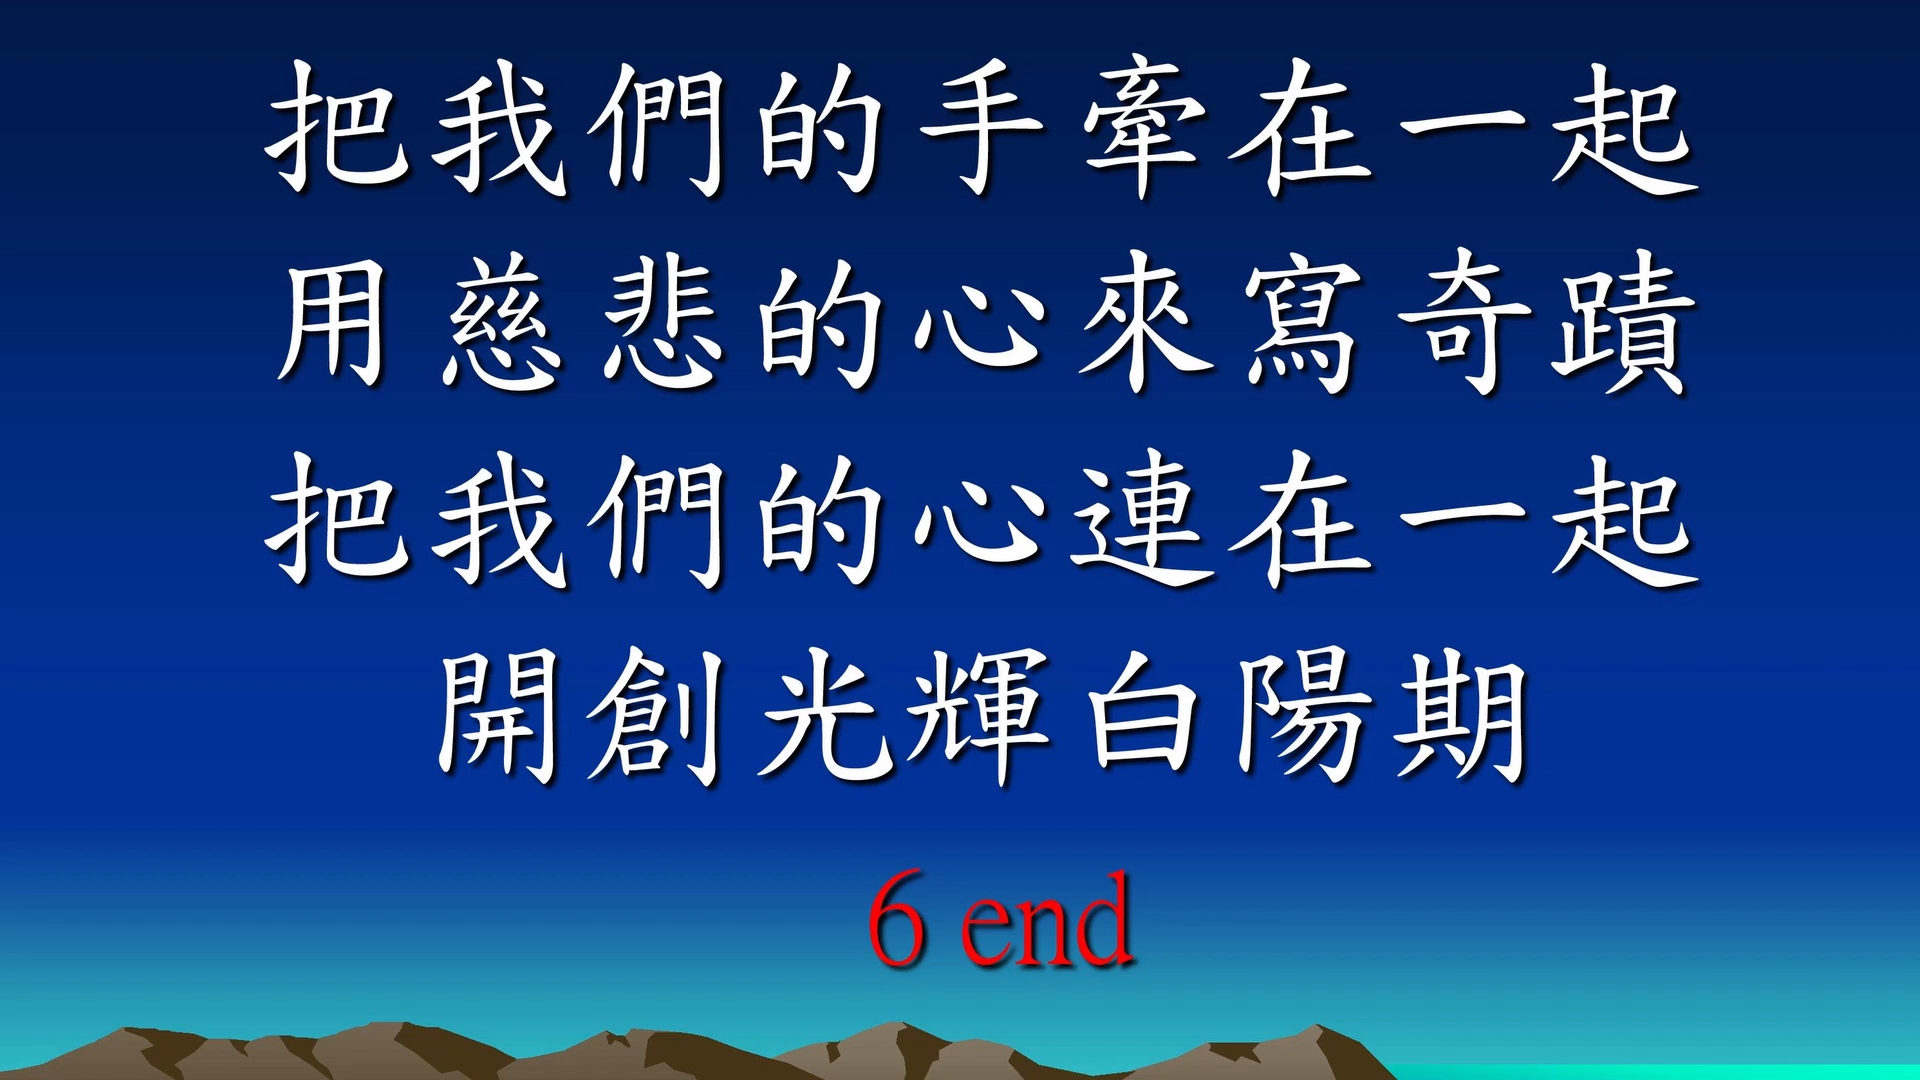 把我們的手牽在一起
用慈悲的心來寫奇蹟
把我們的心連在一起
開創光輝白陽期
6 end